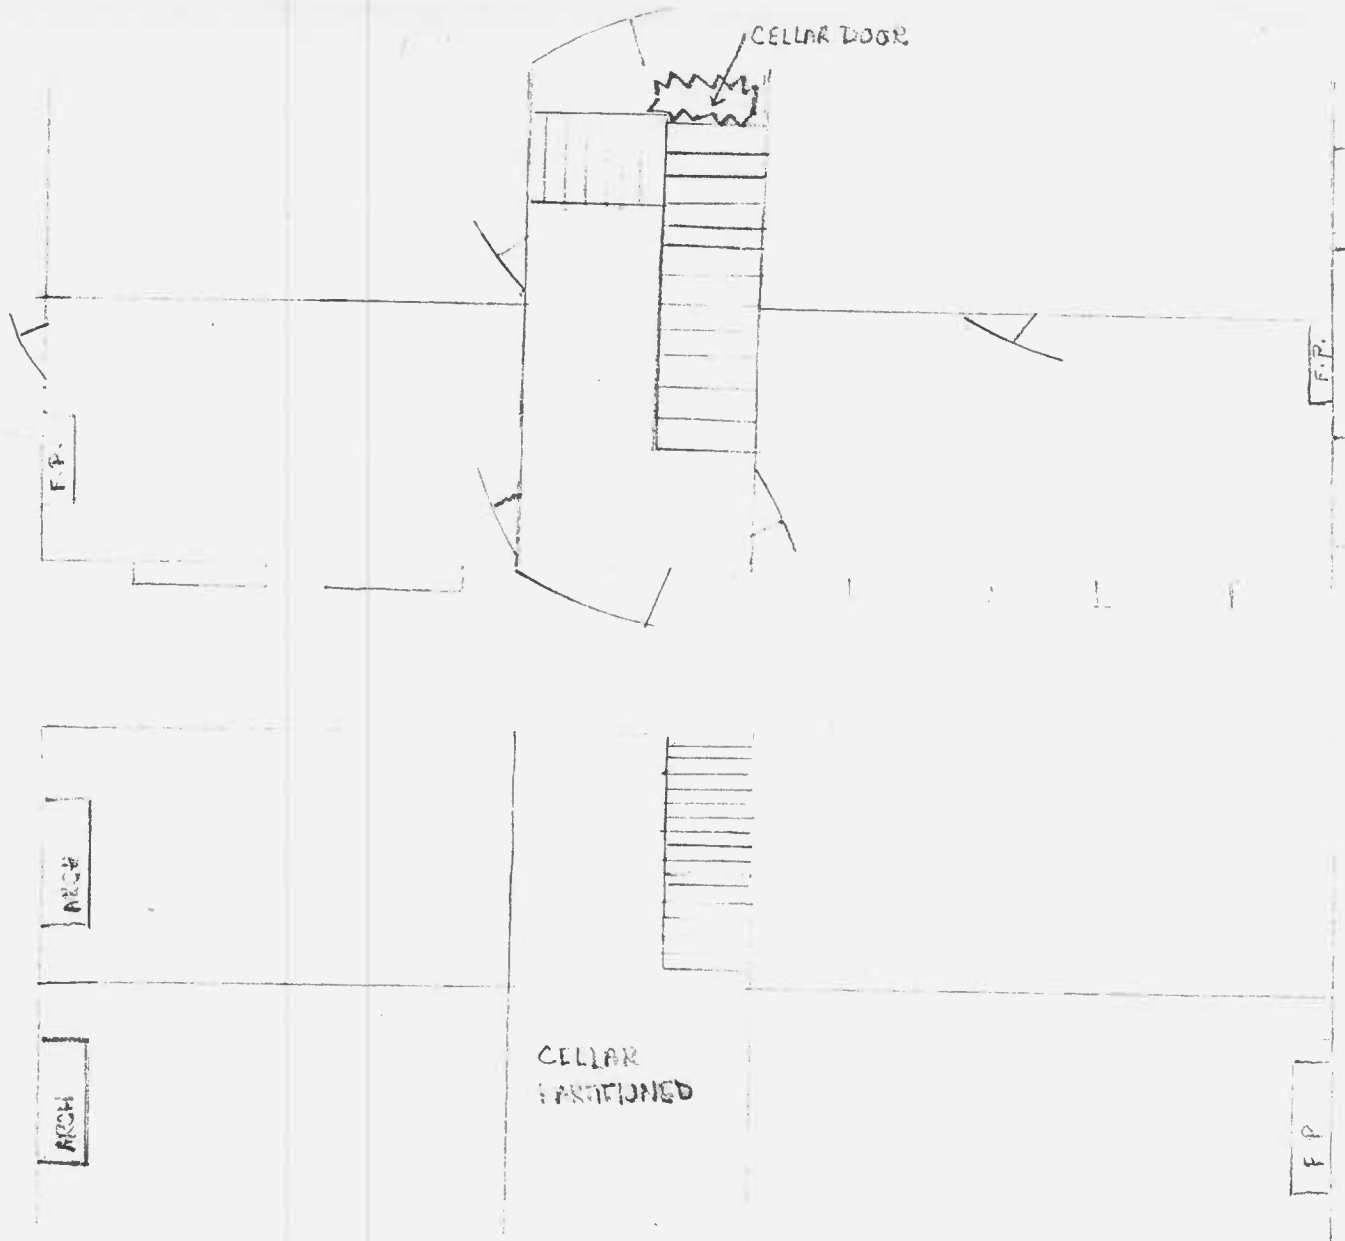 CELLAR DOOR
F.P.
F.P.
ARCH
CELLAR
PARTITIONED
ARCH
F P